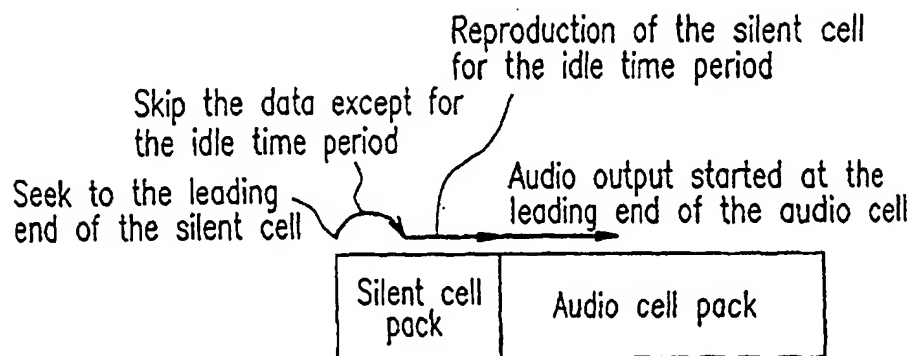 Reproduction of the silent cell
for the idle time period
Skip the data except for
the idle time period
Seek to the leading
end of the silent cell
Audio output started at the
leading end of the audio cell
Silent cell
pack
Audio cell pack